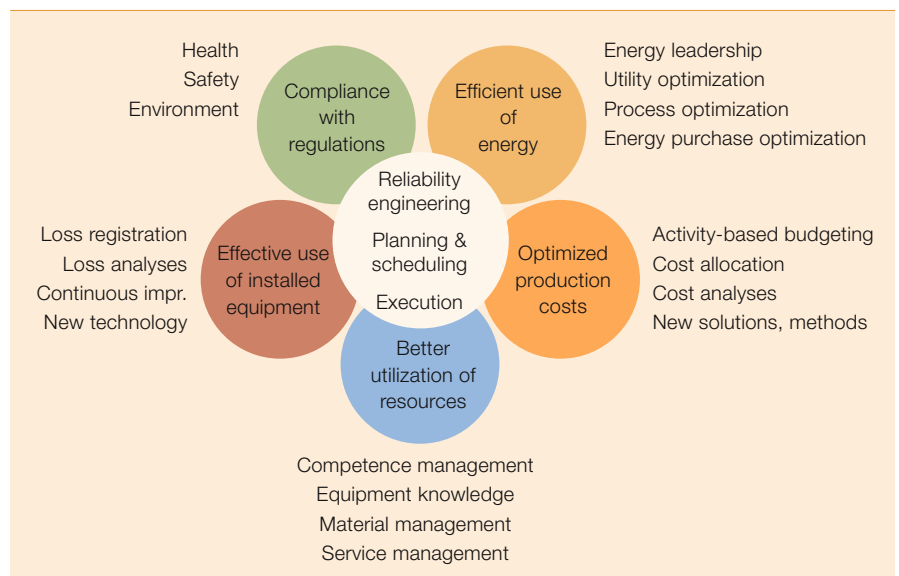 Health
Safety
Environment
Compliance
with
regulations
Efficient use
of
energy
Energy leadership
Utility optimization
Process optimization
Energy purchase optimization
Reliability
engineering
Planning &
scheduling
Execution
Loss registration
Loss analyses
Continuous impr.
New technology
Effective use
of installed
equipment
Optimized
production
costs
Activity-based budgeting
Cost allocation
Cost analyses
New solutions, methods
Better
utilization of
resources
Competence management
Equipment knowledge
Material management
Service management